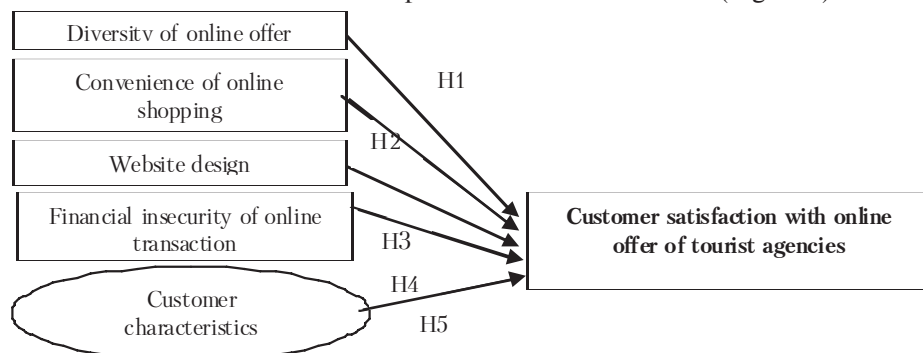 Diversity of online offer
Convenience of online
shopping
Website design
Financial insecurity of online
transaction
Customer
characteristics
H1
H2
H3
H4
H5
Customer satisfaction with online
offer of tourist agencies